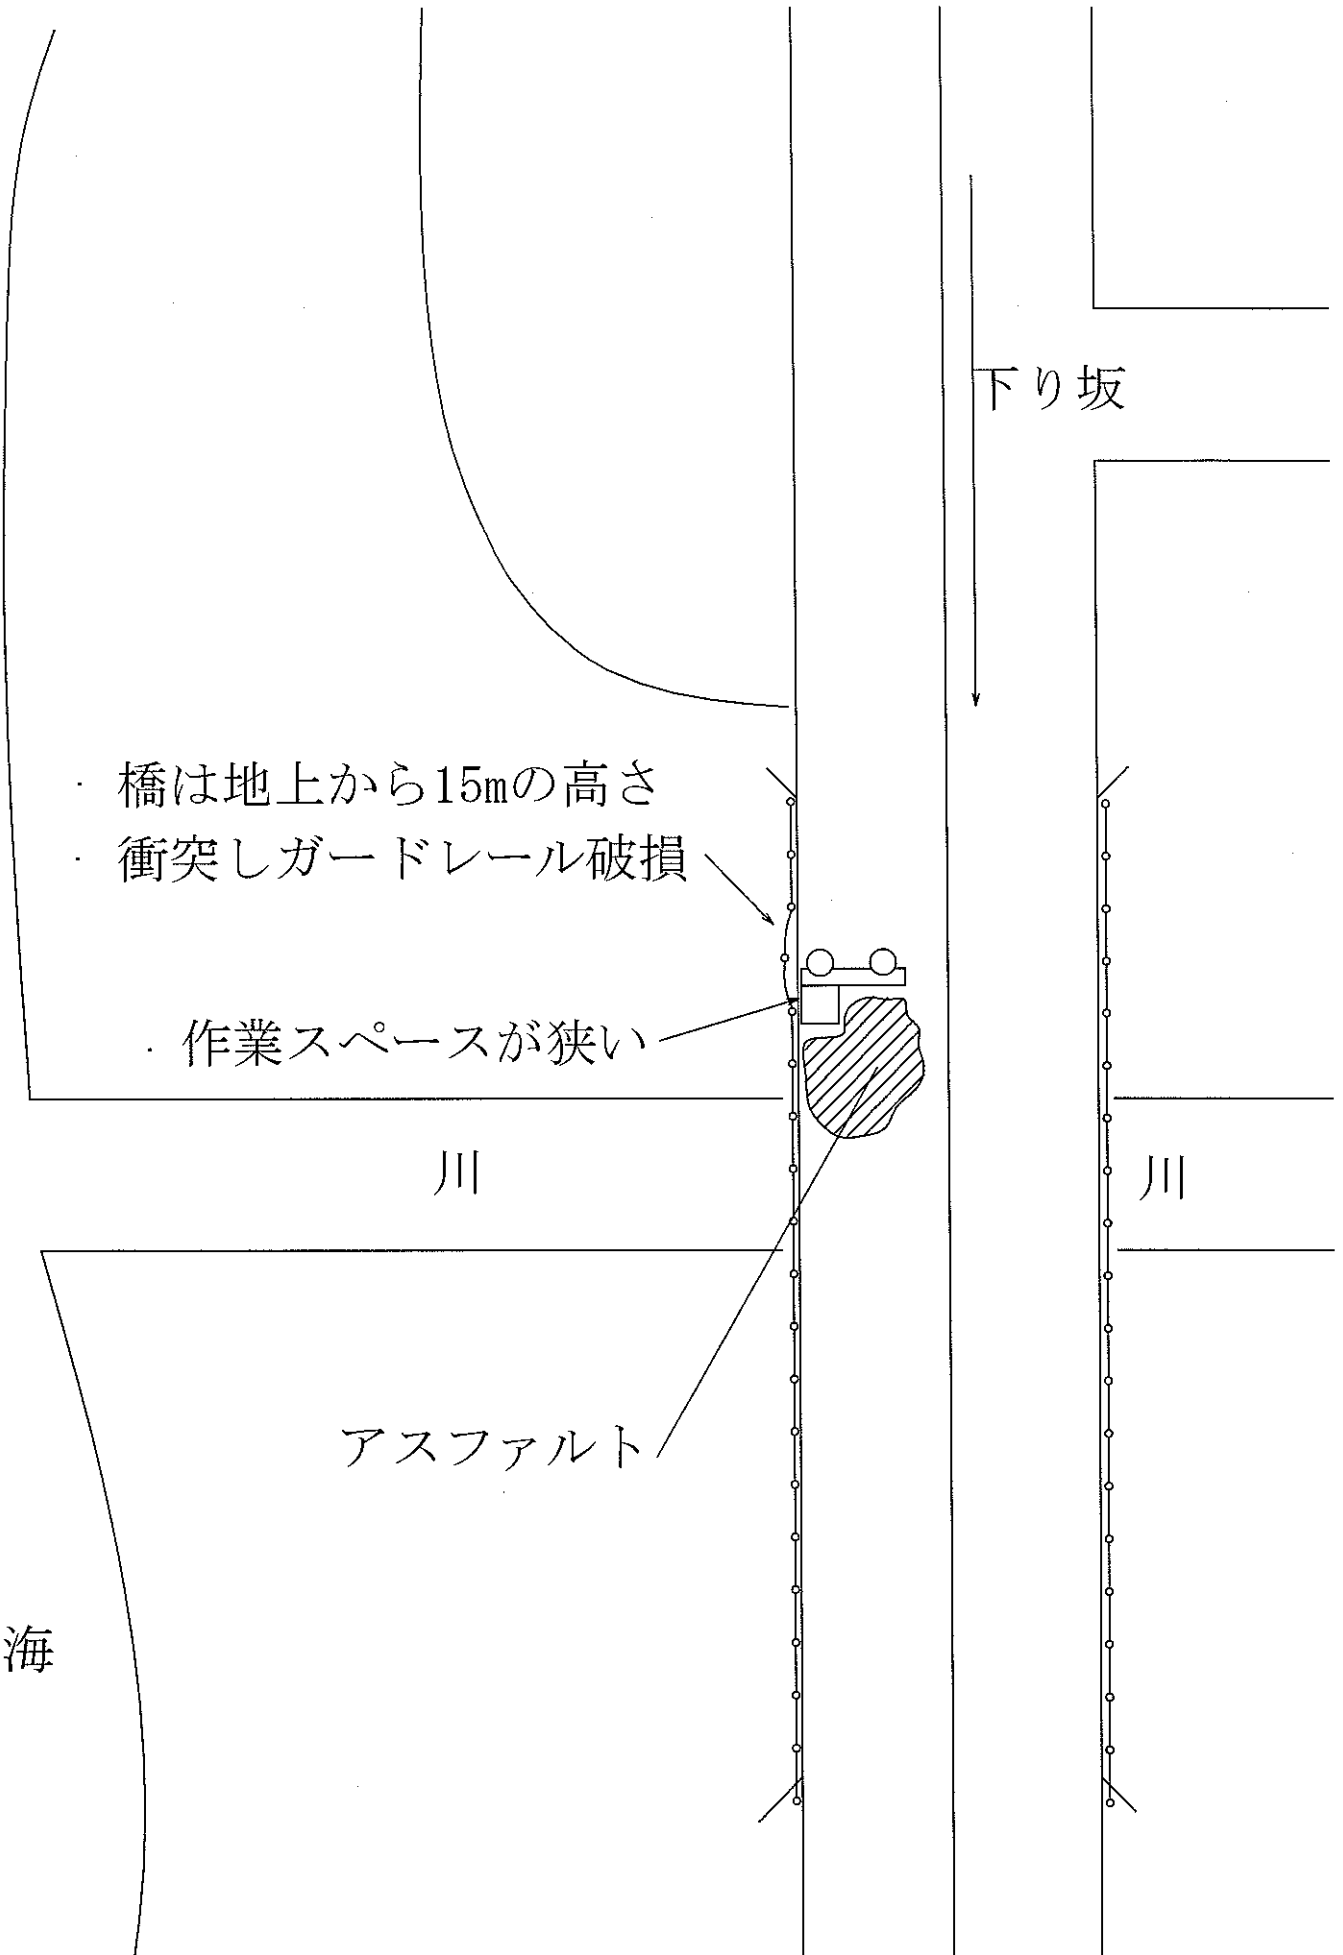 下り坂
・橋は地上から15mの高さ
・衝突しガードレール破損
・作業スペースが狭い
川
川
アスファルト
海